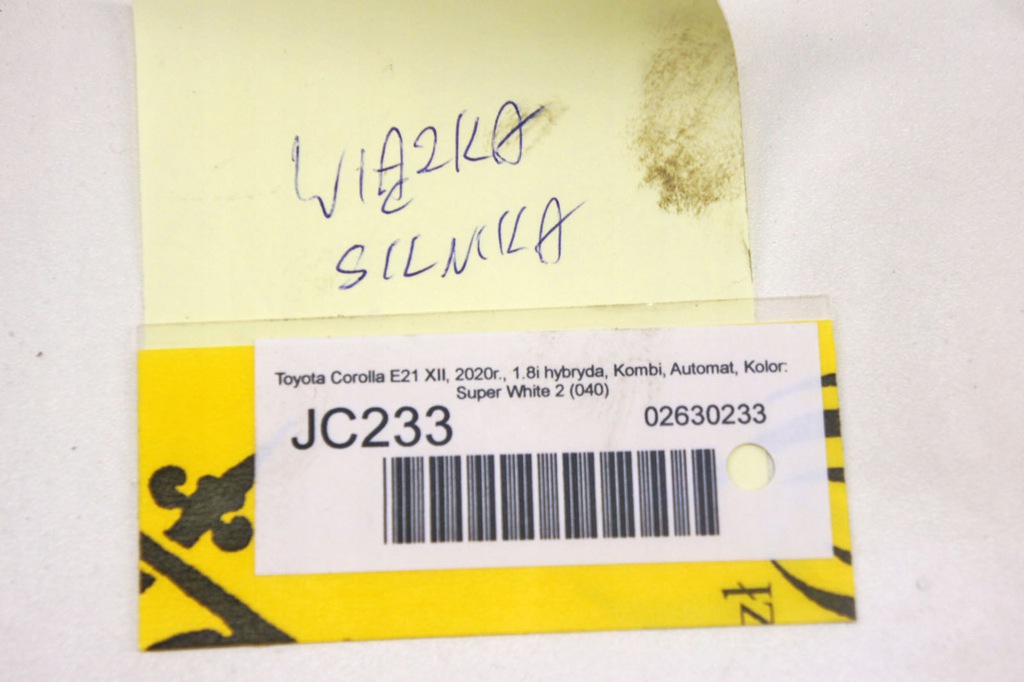 WIĄZKA
SILNIKA
Toyota Corolla E21 XII, 2020r., 1.8i hybryda, Kombi, Automat, Kolor:
Super White 2 (040)
JC233
02630233
zł